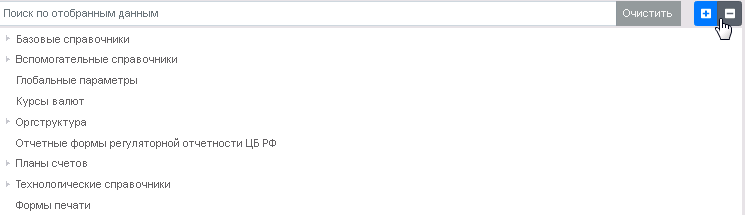 Поиск по отобранным данным Очистить
Базовые справочники
Вспомогательные справочники
Глобальные параметры
Курсы валют
Оргструктура
Отчетные формы регуляторной отчетности ЦБ РФ
Планы счетов
Технологические справочники
Формы печати